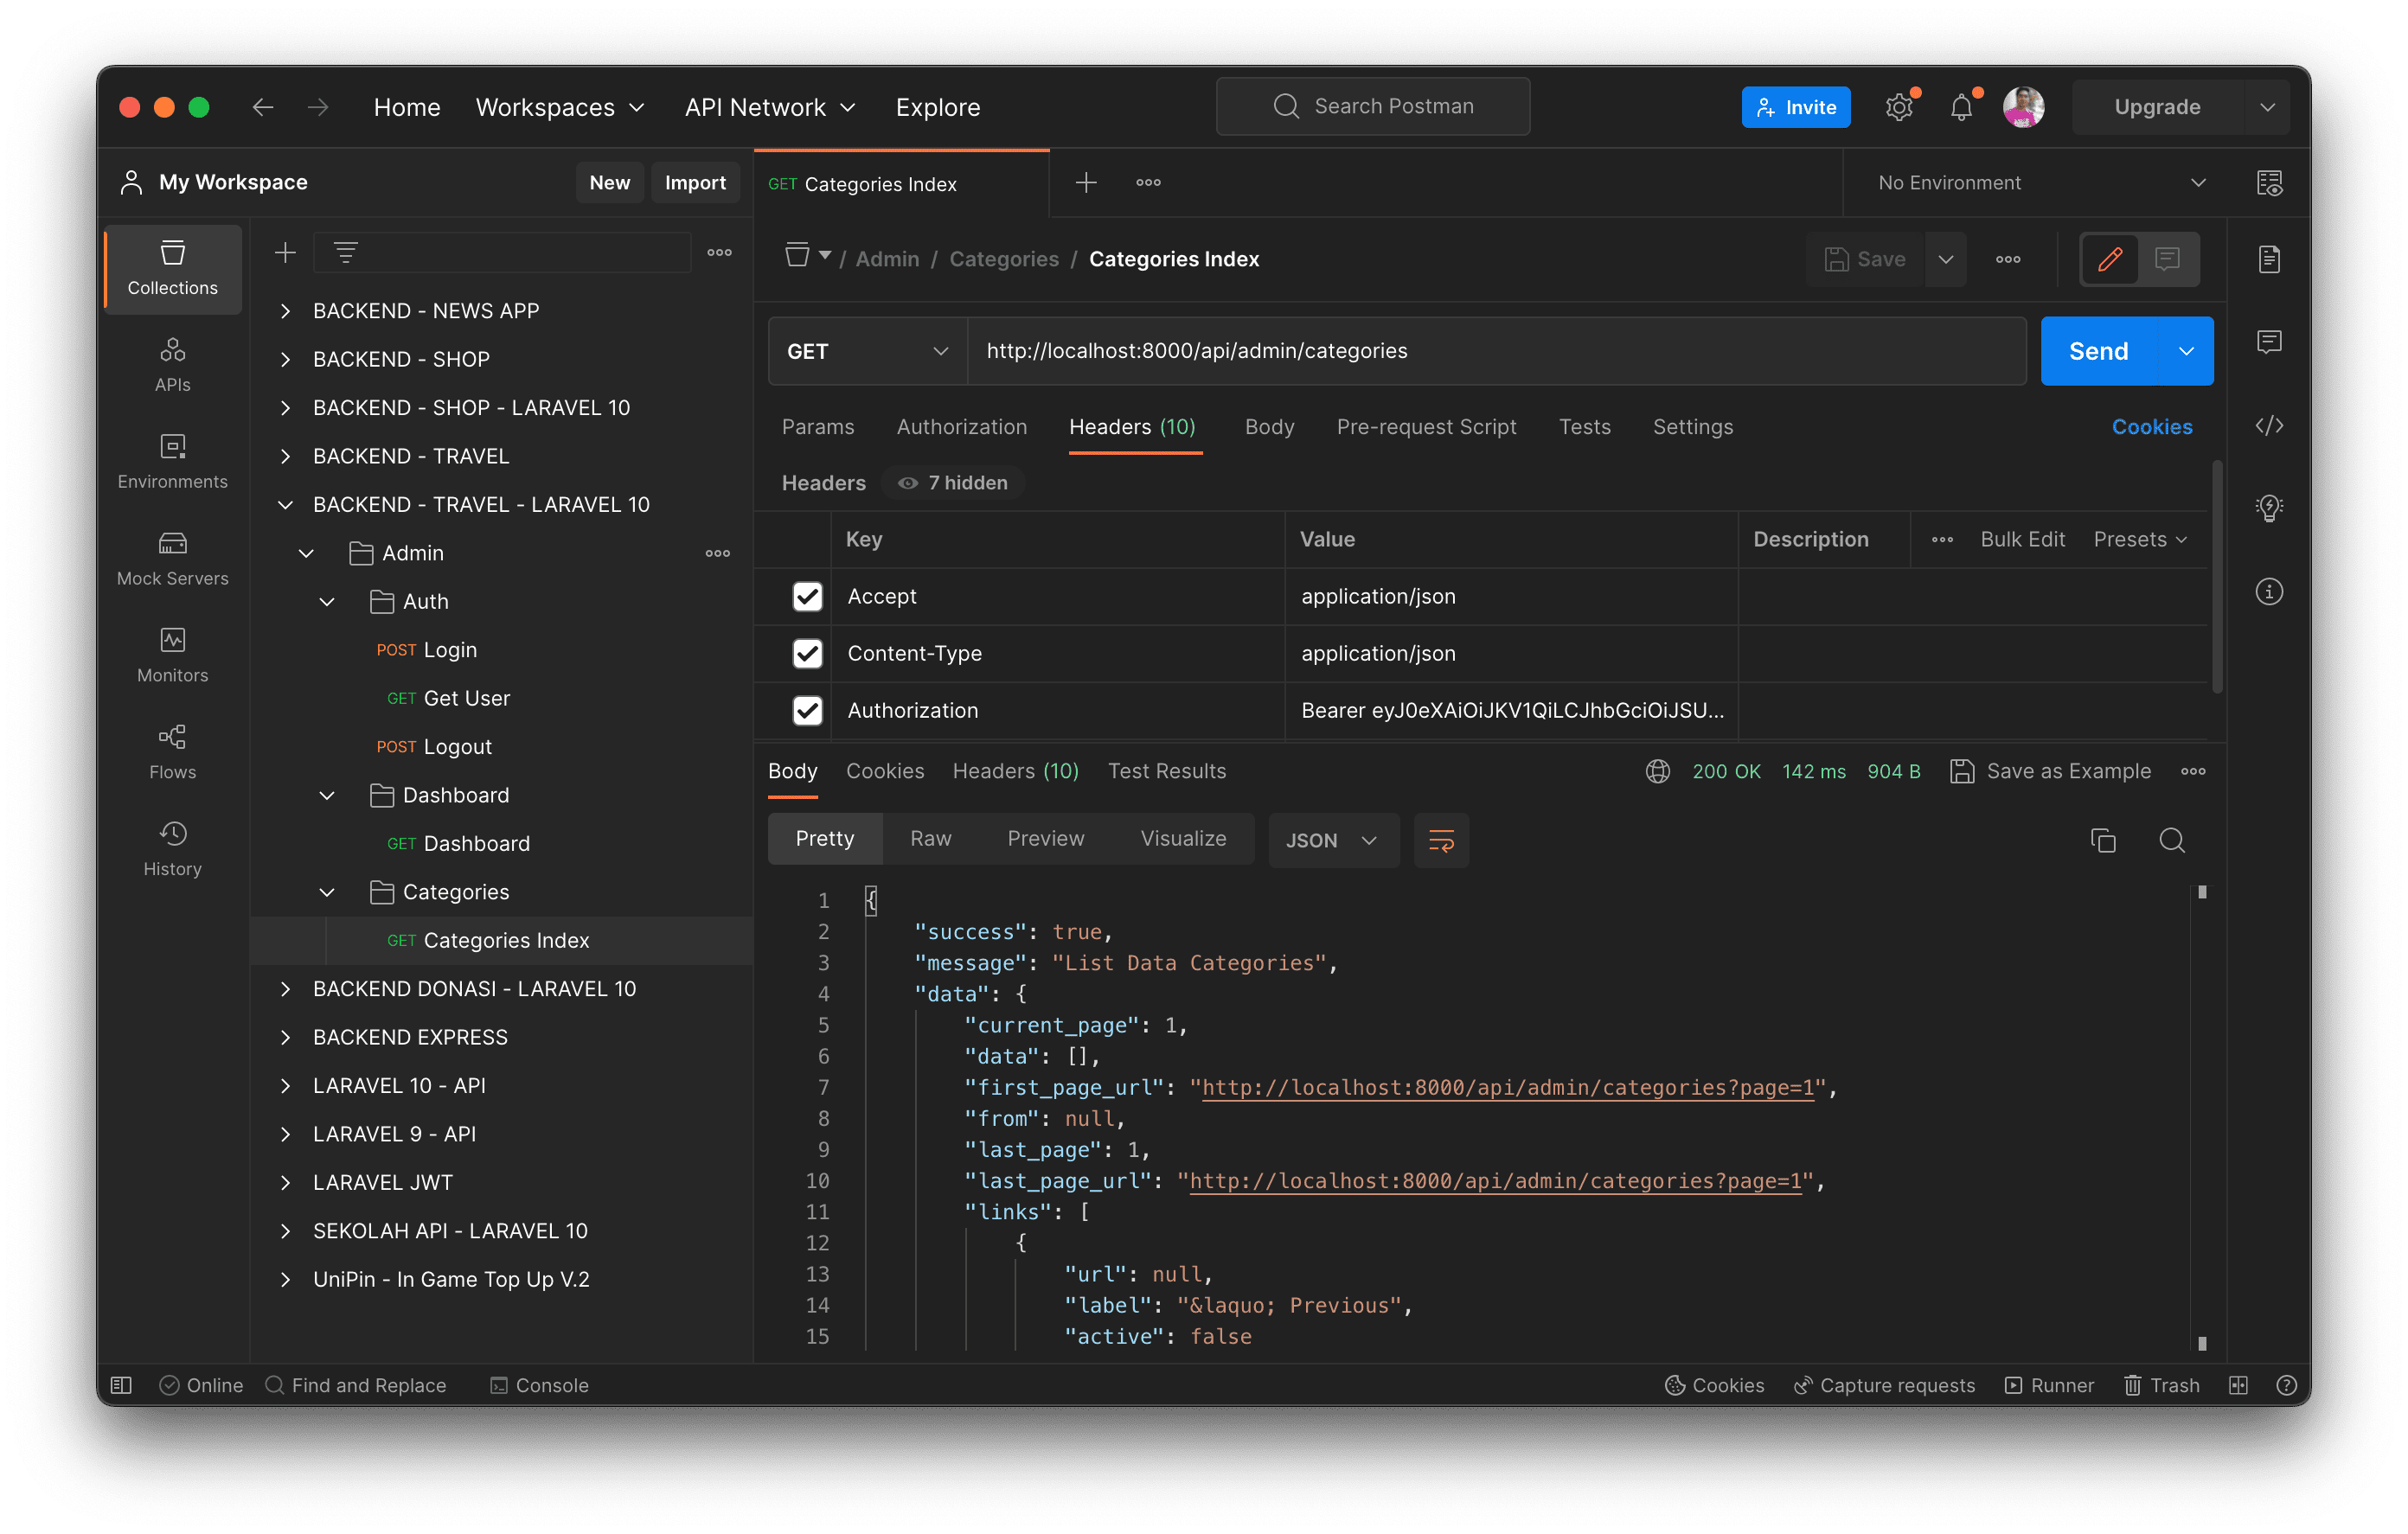 Home Workspaces API Network Explore Search Postman Invite Upgrade
My Workspace New Import
GET Categories Index No Environment
Collections
APIs
Environments
Mock Servers
Monitors
Flows
History
BACKEND - NEWS APP
BACKEND - SHOP
BACKEND - SHOP - LARAVEL 10
BACKEND - TRAVEL
BACKEND - TRAVEL - LARAVEL 10
Admin
Auth
POST Login
GET Get User
POST Logout
Dashboard
GET Dashboard
Categories
GET Categories Index
BACKEND DONASI - LARAVEL 10
BACKEND EXPRESS
LARAVEL 10 - API
LARAVEL 9 - API
LARAVEL JWT
SEKOLAH API - LARAVEL 10
UniPin - In Game Top Up V.2
/ Admin / Categories / Categories Index Save
GET http://localhost:8000/api/admin/categories Send
Params Authorization Headers (10) Body Pre-request Script Tests Settings Cookies
Headers 7 hidden
Key Value Description Bulk Edit Presets
Accept application/json
Content-Type application/json
Authorization Bearer eyJ0eXAiOiJKV1QiLCJhbGciOiJSU...
Body Cookies Headers (10) Test Results 200 OK 142 ms 904 B Save as Example
Pretty Raw Preview Visualize JSON
1 {
2 "success": true,
3 "message": "List Data Categories",
4 "data": {
5 "current_page": 1,
6 "data": [],
7 "first_page_url": "http://localhost:8000/api/admin/categories?page=1",
8 "from": null,
9 "last_page": 1,
10 "last_page_url": "http://localhost:8000/api/admin/categories?page=1",
11 "links": [
12 {
13 "url": null,
14 "label": "&laquo; Previous",
15 "active": false
Online Find and Replace Console Cookies Capture requests Runner Trash